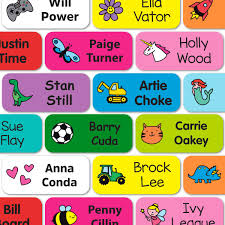 Will
Power
Ella
Vator
Justin
Time
Paige
Turner
Holly
Wood
Stan
Still
Artie
Choke
Sue
Flay
Barry
Cuda
Carrie
Oakey
Anna
Conda
Brock
Lee
Bill
Board
Penny
Cillin
Ivy
League